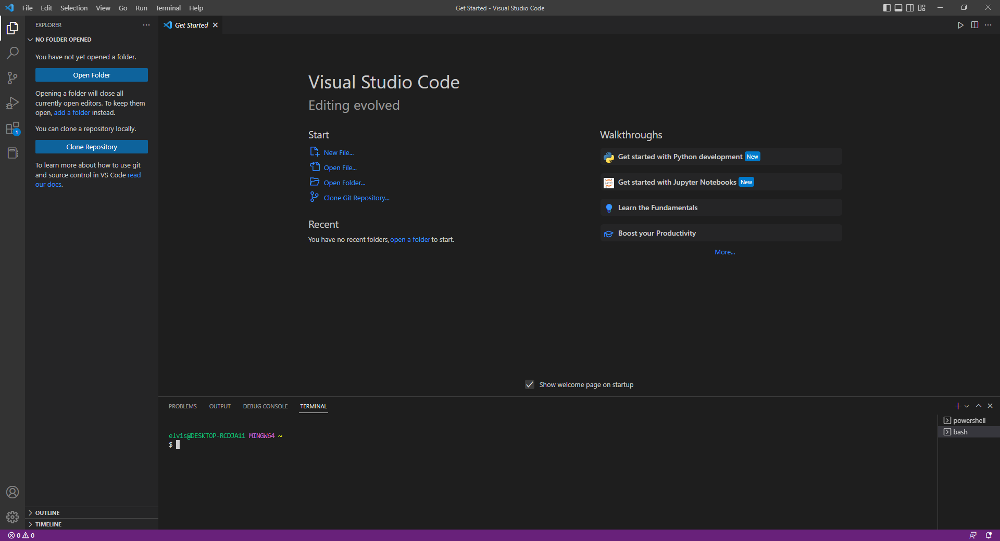 File Edit Selection View Go Run Terminal Help
Get Started - Visual Studio Code
EXPLORER
NO FOLDER OPENED
You have not yet opened a folder.
Open Folder
Opening a folder will close all
currently open editors. To keep them
open, add a folder instead.
You can clone a repository locally.
Clone Repository
To learn more about how to use git
and source control in VS Code read
our docs.
1
OUTLINE
TIMELINE
Get Started
Visual Studio Code
Editing evolved
Start
New File...
Open File...
Open Folder...
Clone Git Repository...
Recent
You have no recent folders, open a folder to start.
Walkthroughs
Get started with Python development New
jupyter
Get started with Jupyter Notebooks New
Learn the Fundamentals
Boost your Productivity
More...
Show welcome page on startup
PROBLEMS OUTPUT DEBUG CONSOLE TERMINAL
elvis@DESKTOP-RCDJA11 MINGW64 ~
$
powershell
bash
0 0